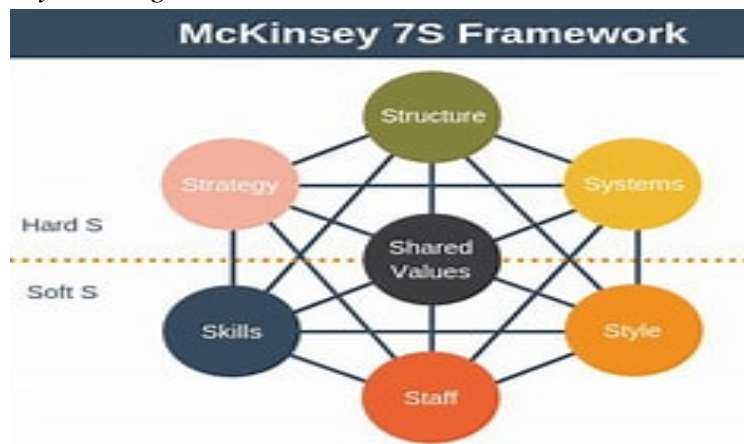 McKinsey 7S Framework
Structure
Strategy
Systems
Hard S
Shared
Values
Soft S
Skills
Style
Staff